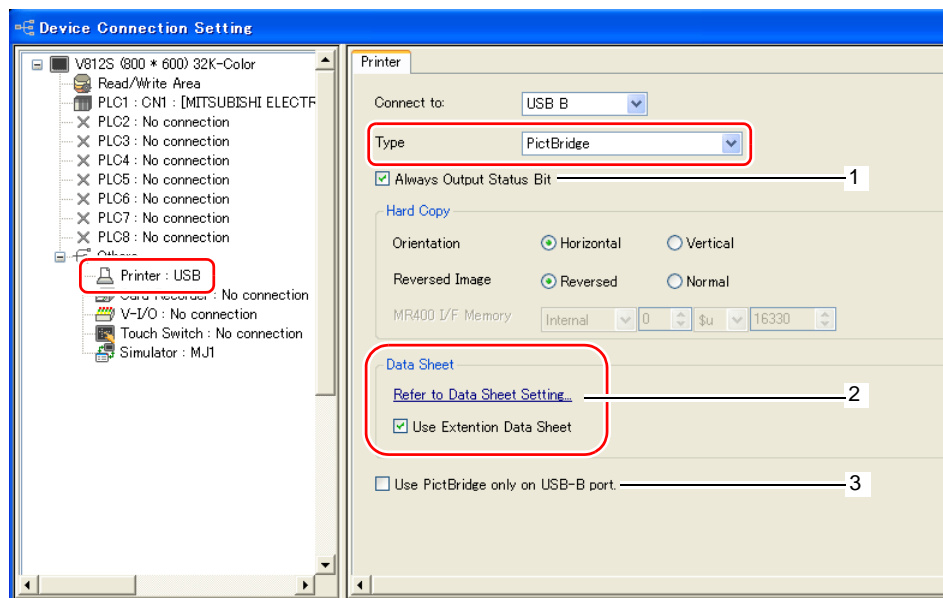 Device Connection Setting
V812S (800 * 600) 32K-Color
Read/Write Area
PLC1 : CN1 : [MITSUBISHI ELECTR
PLC2 : No connection
PLC3 : No connection
PLC4 : No connection
PLC5 : No connection
PLC6 : No connection
PLC7 : No connection
PLC8 : No connection
Others
Printer : USB
Card Recorder : No connection
V-I/O : No connection
Touch Switch : No connection
Simulator : MJ1
Printer
Connect to: USB B
Type PictBridge
Always Output Status Bit 1
Hard Copy
Orientation Horizontal Vertical
Reversed Image Reversed Normal
MR400 I/F Memory Internal 0 $u 16330
Data Sheet
Refer to Data Sheet Setting... 2
Use Extention Data Sheet
Use PictBridge only on USB-B port. 3